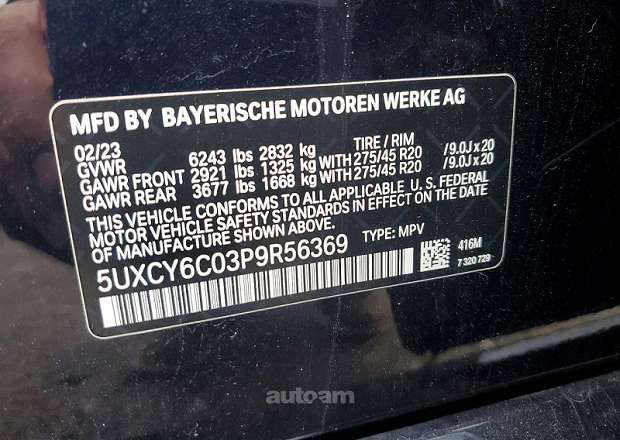 MFD BY BAYERISCHE MOTOREN WERKE AG
02/23 TIRE / RIM
GVWR 6243 lbs 2832 kg
GAWR FRONT 2921 lbs 1325 kg WITH 275/45 R20 /9.0J x 20
GAWR REAR 3677 lbs 1668 kg WITH 275/45 R20 /9.0J x 20
THIS VEHICLE CONFORMS TO ALL APPLICABLE U. S. FEDERAL
MOTOR VEHICLE SAFETY STANDARDS IN EFFECT ON THE DATE
OF MANUFACTURE SHOWN ABOVE.
5UXCY6C03P9R56369 TYPE: MPV 416M
7 320 729
autoam